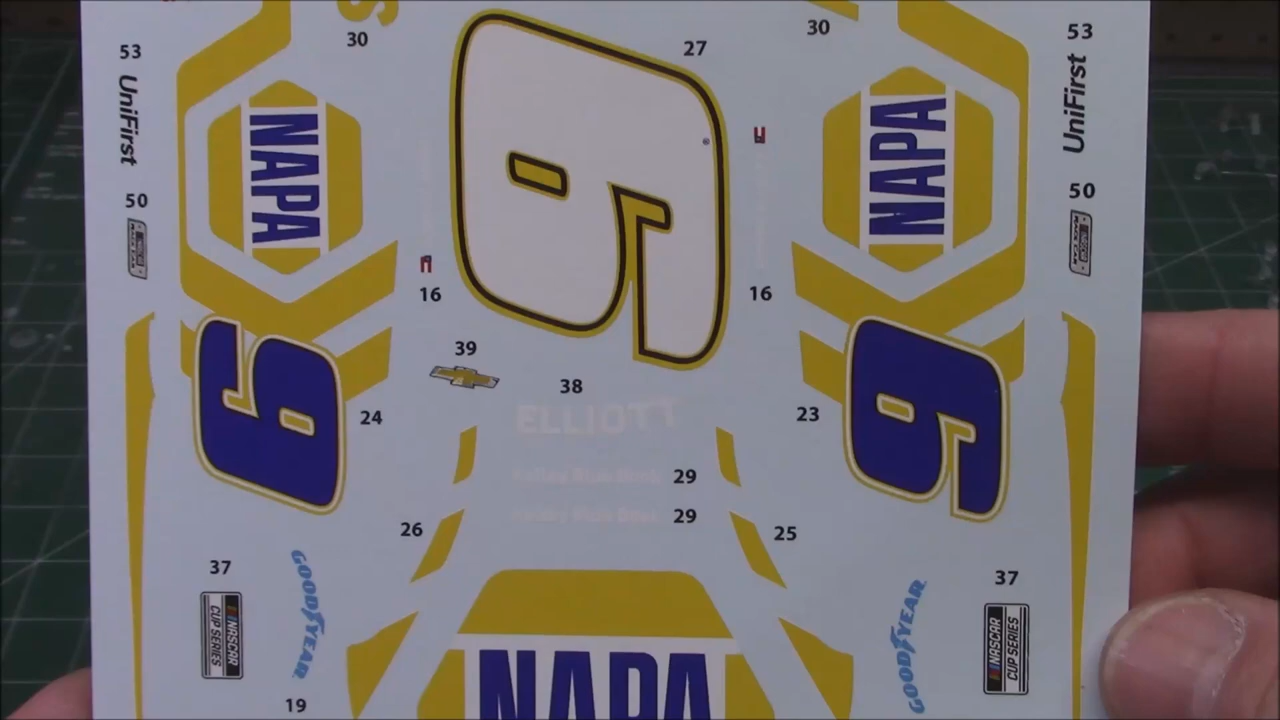 30
27
30
53
53
UniFirst
NAPA
NAPA
UniFirst
50
50
16
16
9
39
38
ELLIOTT
9
24
23
9
29
29
26
25
37
37
GOODYEAR
NASCAR
CUP SERIES
GOODYEAR
NASCAR
CUP SERIES
19
NAPA